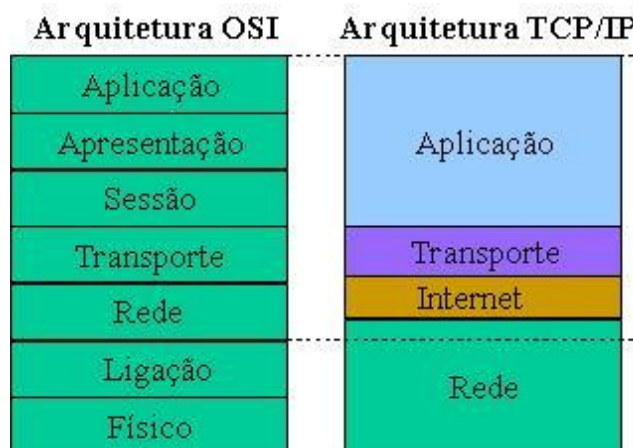 Arquitetura OSI
Aplicação
Apresentação
Sessão
Transporte
Rede
Ligação
Físico
Arquitetura TCP/IP
Aplicação
Transporte
Internet
Rede